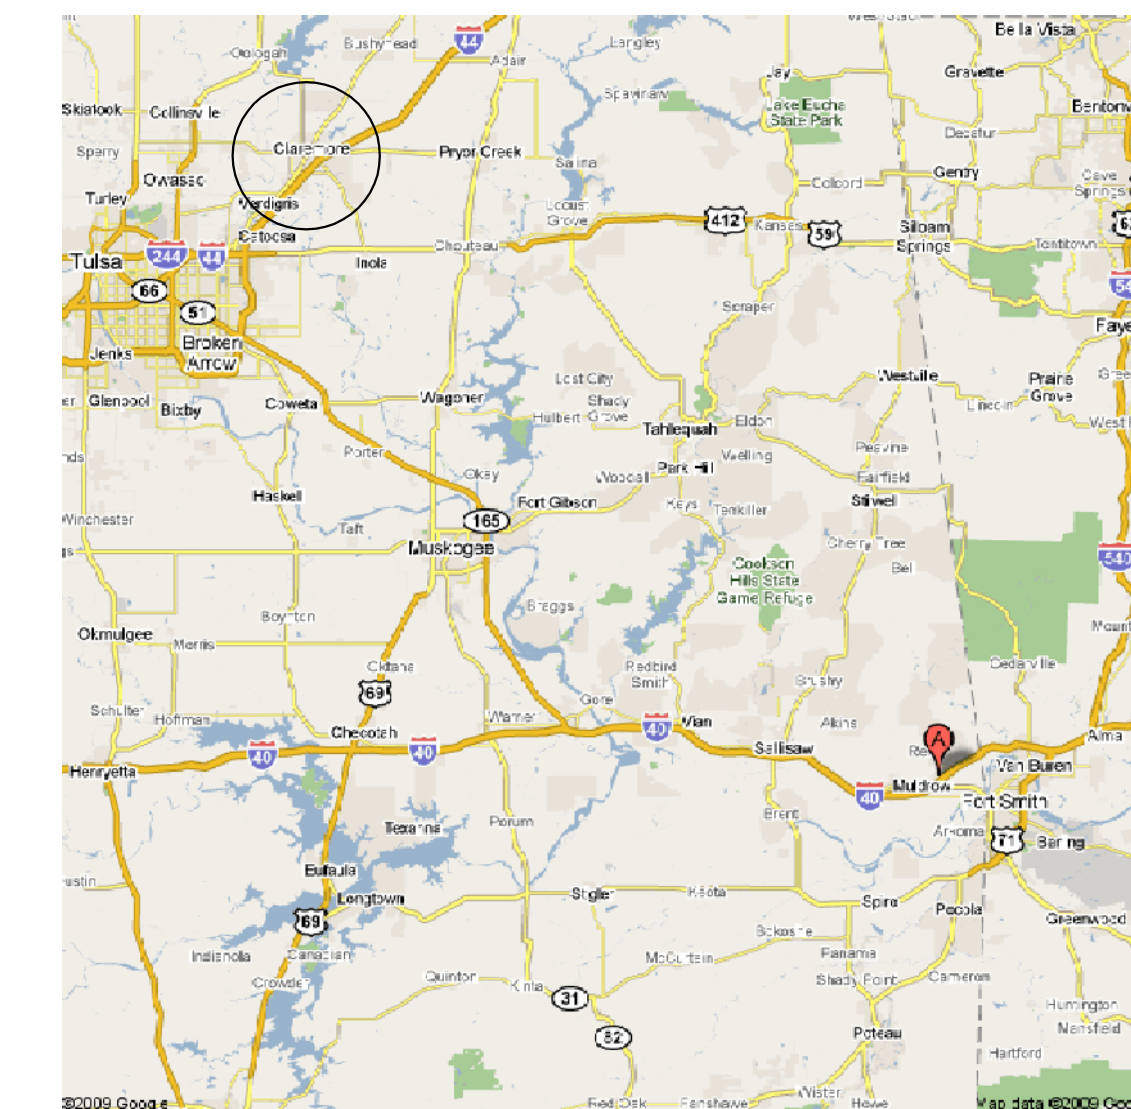 Bella Vista
44
Langley
Bushyhead
Oologah
Adair
Jay
Gravette
Spavinaw
Skiatook
Collinsville
Lake Eucha
State Park
Decatur
Claremore
Sperry
Pryor Creek
Salina
Owasso
Gentry
Cave
Springs
Colcord
Turley
Verdigris
Locust
Grove
412
Kansas
59
Siloam
Springs
Catoosa
Chouteau
Tontitown
244
44
Tulsa
Inola
66
51
Scraper
Broken
Arrow
Jenks
Lost City
Westville
Prairie
Grove
Glenpool
Bixby
Coweta
Wagoner
Shady
Grove
Hulbert
Lincoln
Tahlequah
Eldon
Porter
Welling
Peavine
Park Hill
Okay
Woodall
Fairfield
Haskell
Fort Gibson
Keys
Tenkiller
Stilwell
Winchester
Taft
165
Muskogee
Cherry Tree
540
Cookson
Hills State
Game Refuge
Bell
Braggs
Boynton
Okmulgee
Morris
Oktaha
Redbird
Smith
Cedarville
69
Brushy
Schulter
Hoffman
Warner
Gore
Vian
Akins
40
Checotah
40
40
Sallisaw
A
Alma
Henryetta
Van Buren
Muldrow
40
Fort Smith
Brent
Texanna
Porum
Arkoma
71
Barling
Eufaula
Longtown
Stigler
Keota
Spiro
Pocola
69
Greenwood
Bokoshe
Indianola
Canadian
McCurtain
Panama
Crowder
Quinton
Kinta
Shady Point
Cameron
31
Huntington
Mansfield
82
Poteau
Hartford
Wister
©2009 Google
Red Oak
Fanshawe
Howe
Map data ©2009